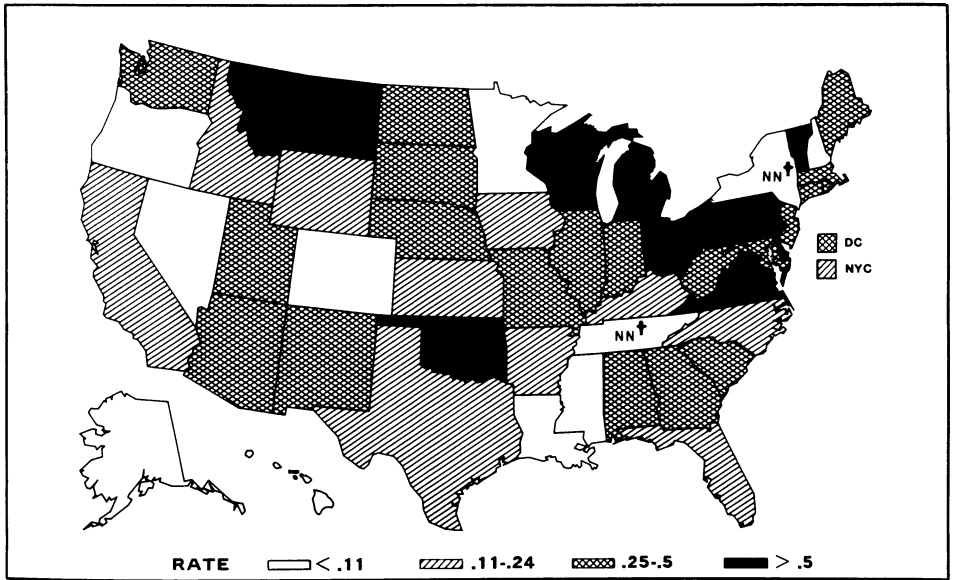 NN†
DC
NYC
NN†
RATE < .11 .11-.24 .25-.5 > .5